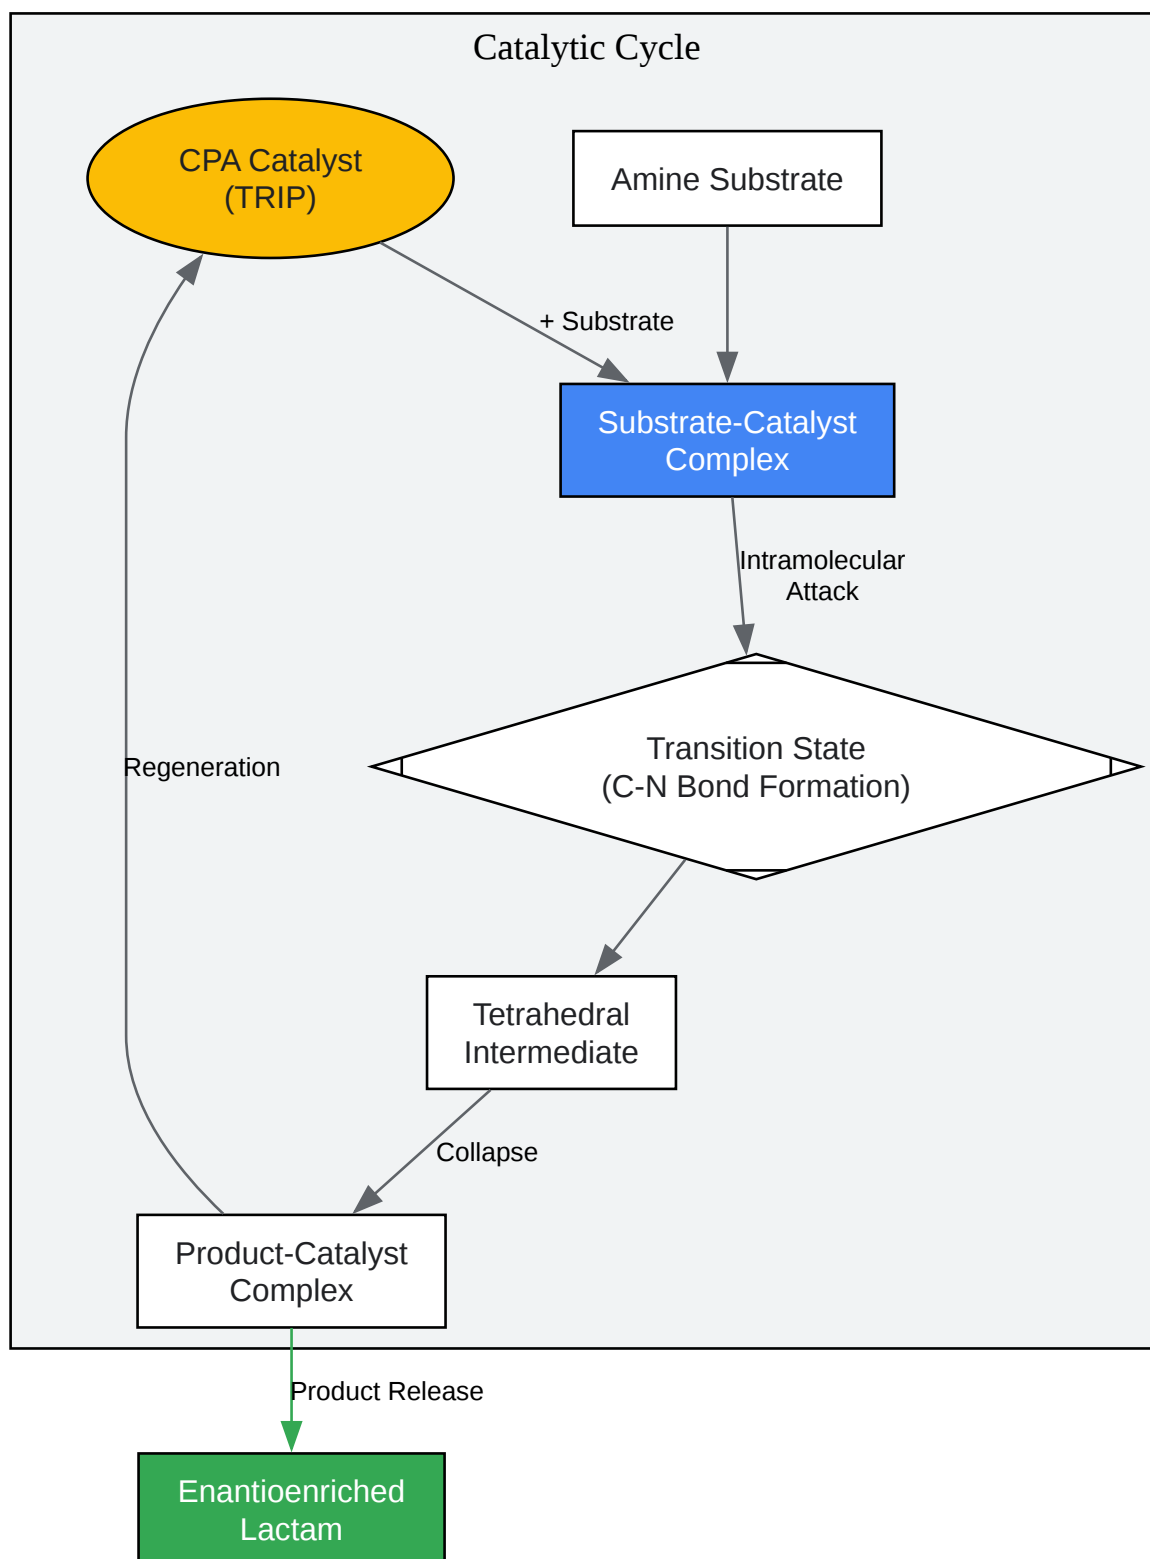 Catalytic Cycle
CPA Catalyst
(TRIP)
Amine Substrate
+ Substrate
Substrate-Catalyst
Complex
Intramolecular
Attack
Transition State
(C-N Bond Formation)
Regeneration
Tetrahedral
Intermediate
Collapse
Product-Catalyst
Complex
Product Release
Enantioenriched
Lactam